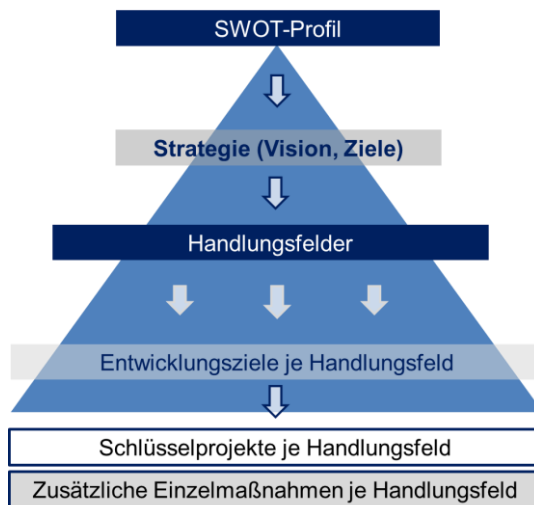 SWOT-Profil
Strategie (Vision, Ziele)
Handlungsfelder
Entwicklungsziele je Handlungsfeld
Schlüsselprojekte je Handlungsfeld
Zusätzliche Einzelmaßnahmen je Handlungsfeld